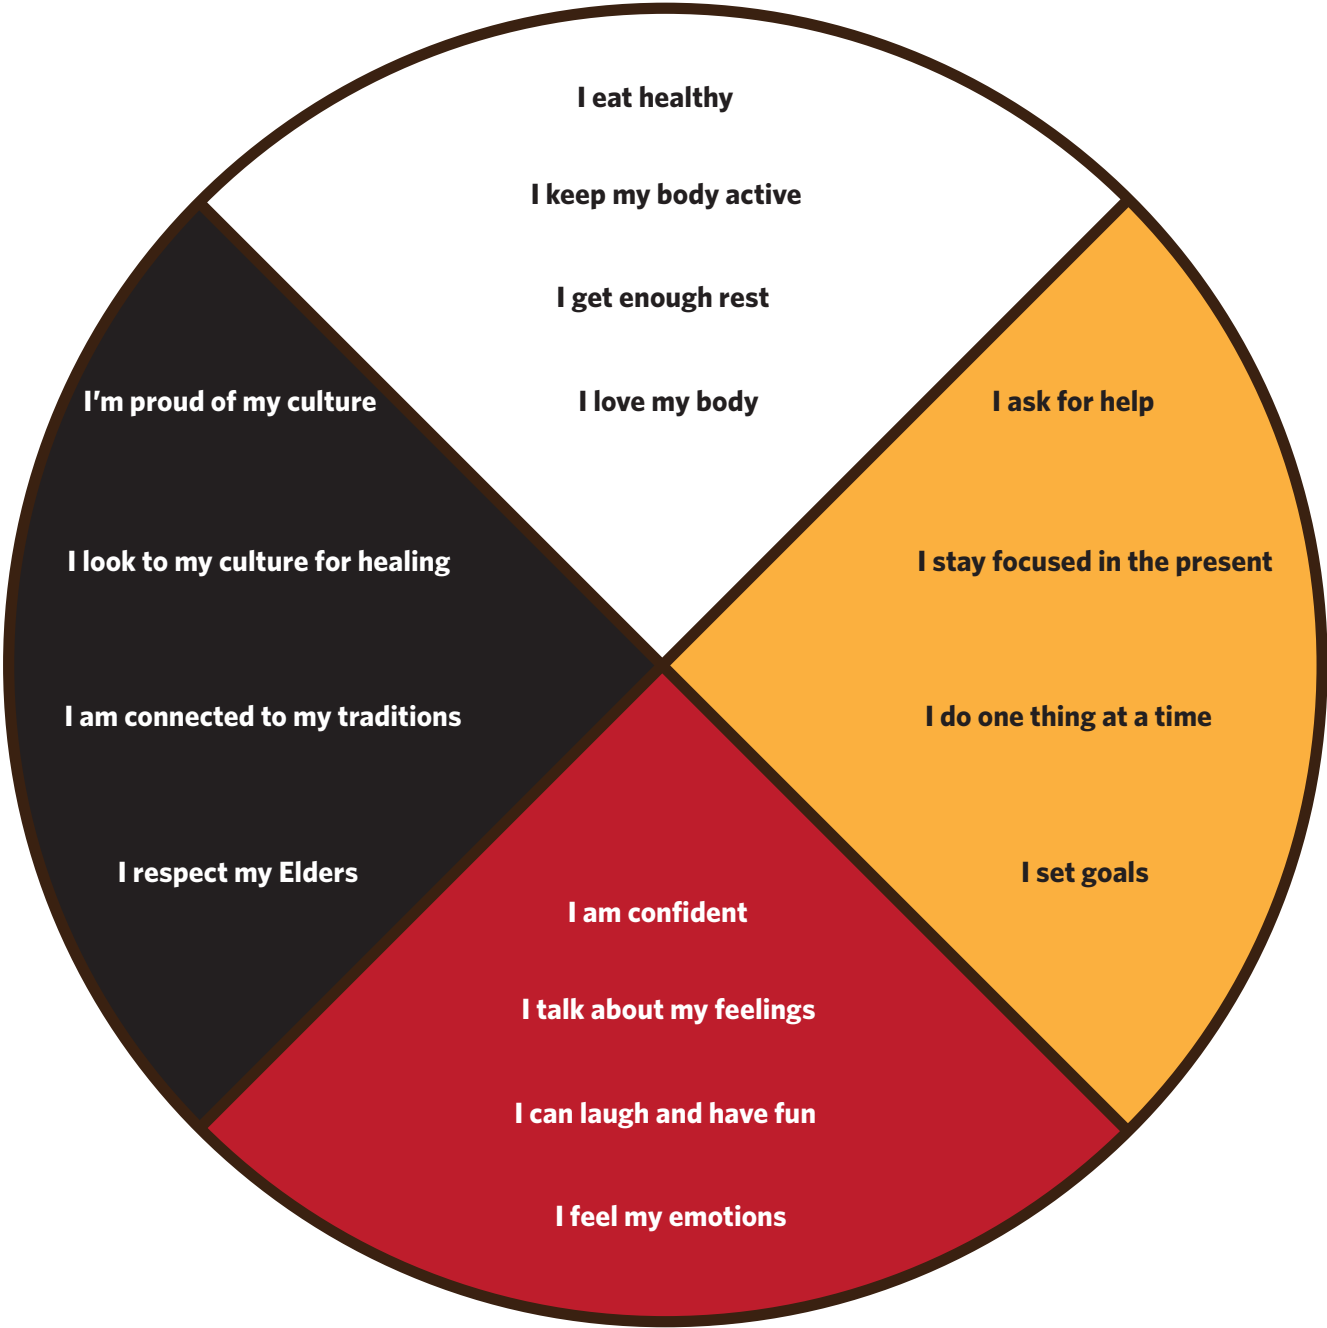 I eat healthy
I keep my body active
I get enough rest
I love my body
I'm proud of my culture
I look to my culture for healing
I am connected to my traditions
I respect my Elders
I ask for help
I stay focused in the present
I do one thing at a time
I set goals
I am confident
I talk about my feelings
I can laugh and have fun
I feel my emotions